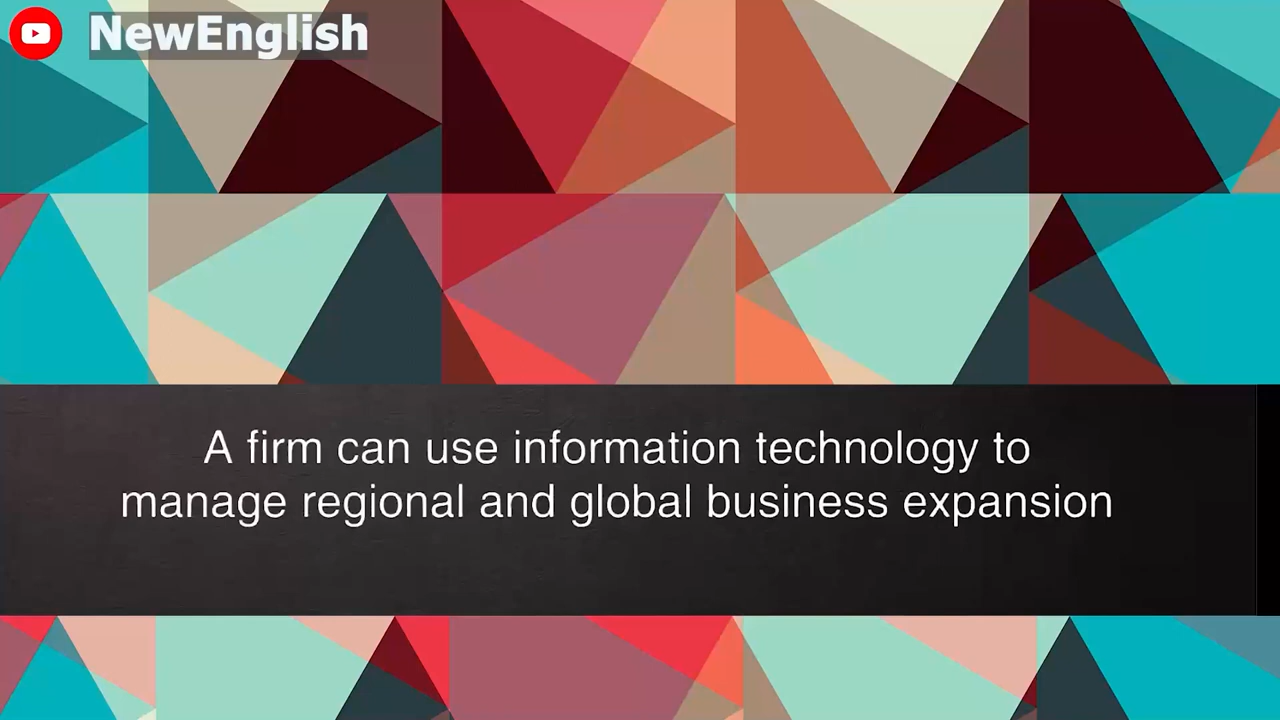 NewEnglish
A firm can use information technology to
manage regional and global business expansion